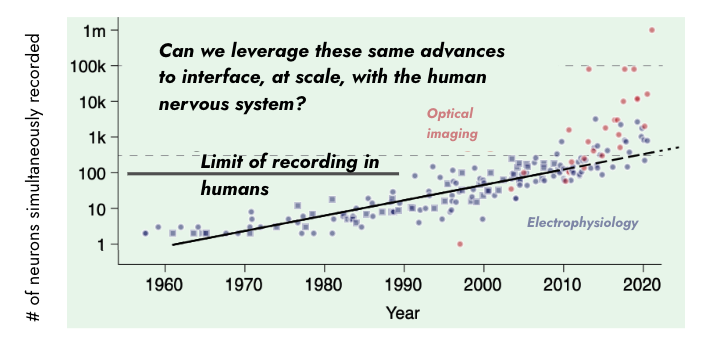 # of neurons simultaneously recorded
1m
100k
10k
1k
100
10
1
Can we leverage these same advances
to interface, at scale, with the human
nervous system?
Optical
imaging
Limit of recording in
humans
Electrophysiology
1960 1970 1980 1990 2000 2010 2020
Year